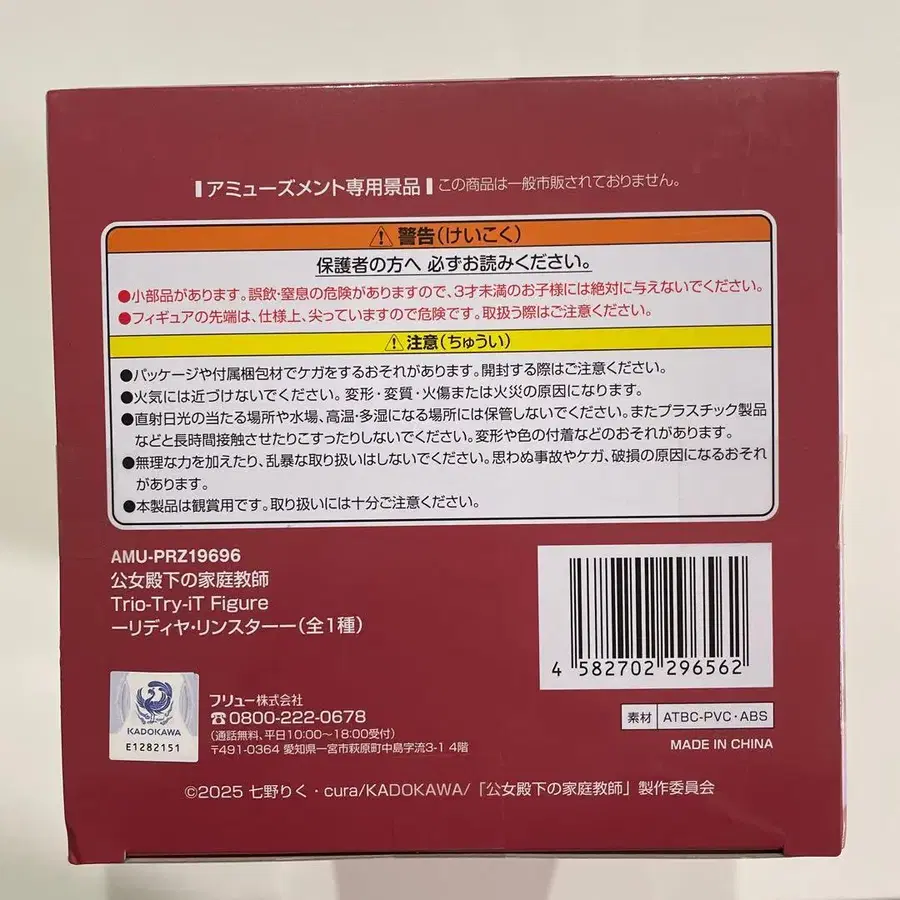 アミューズメント専用景品 この商品は一般市販されておりません。
警告(けいこく)
保護者の方へ 必ずお読みください。
●小部品があります。誤飲・窒息の危険がありますので、3才未満のお子様には絶対に与えないでください。
●フィギュアの先端は、仕様上、尖っていますので危険です。取扱う際はご注意ください。
注意(ちゅうい)
●パッケージや付属梱包材でケガをするおそれがあります。開封する際はご注意ください。
●火気には近づけないでください。変形・変質・火傷または火災の原因になります。
●直射日光の当たる場所や水場、高温・多湿になる場所には保管しないでください。またプラスチック製品
などと長時間接触させたりこすったりしないでください。変形や色の付着などのおそれがあります。
●無理な力を加えたり、乱暴な取り扱いはしないでください。思わぬ事故やケガ、破損の原因になるおそれ
があります。
●本製品は観賞用です。取り扱いには十分ご注意ください。
AMU-PRZ19696
公女殿下の家庭教師
Trio-Try-iT Figure
ーリディヤ・リンスターー(全1種)
4 582702 296562
KADOKAWA
E1282151
フリュー株式会社
☎0800-222-0678
(通話無料、平日10:00～18:00受付)
〒491-0364 愛知県一宮市萩原町中島字流3-1 4階
素材 ATBC-PVC・ABS
MADE IN CHINA
©2025 七野りく・cura/KADOKAWA/「公女殿下の家庭教師」製作委員会